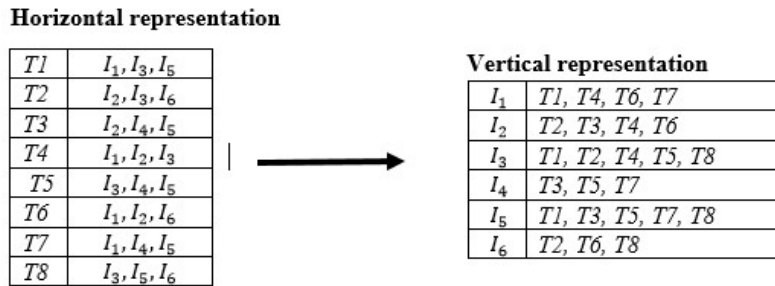 Horizontal representation
T1 I₁, I₃, I₅
T2 I₂, I₃, I₆
T3 I₂, I₄, I₅
T4 I₁, I₂, I₃
T5 I₃, I₄, I₅
T6 I₁, I₂, I₆
T7 I₁, I₄, I₅
T8 I₃, I₅, I₆
Vertical representation
I₁ T1, T4, T6, T7
I₂ T2, T3, T4, T6
I₃ T1, T2, T4, T5, T8
I₄ T3, T5, T7
I₅ T1, T3, T5, T7, T8
I₆ T2, T6, T8